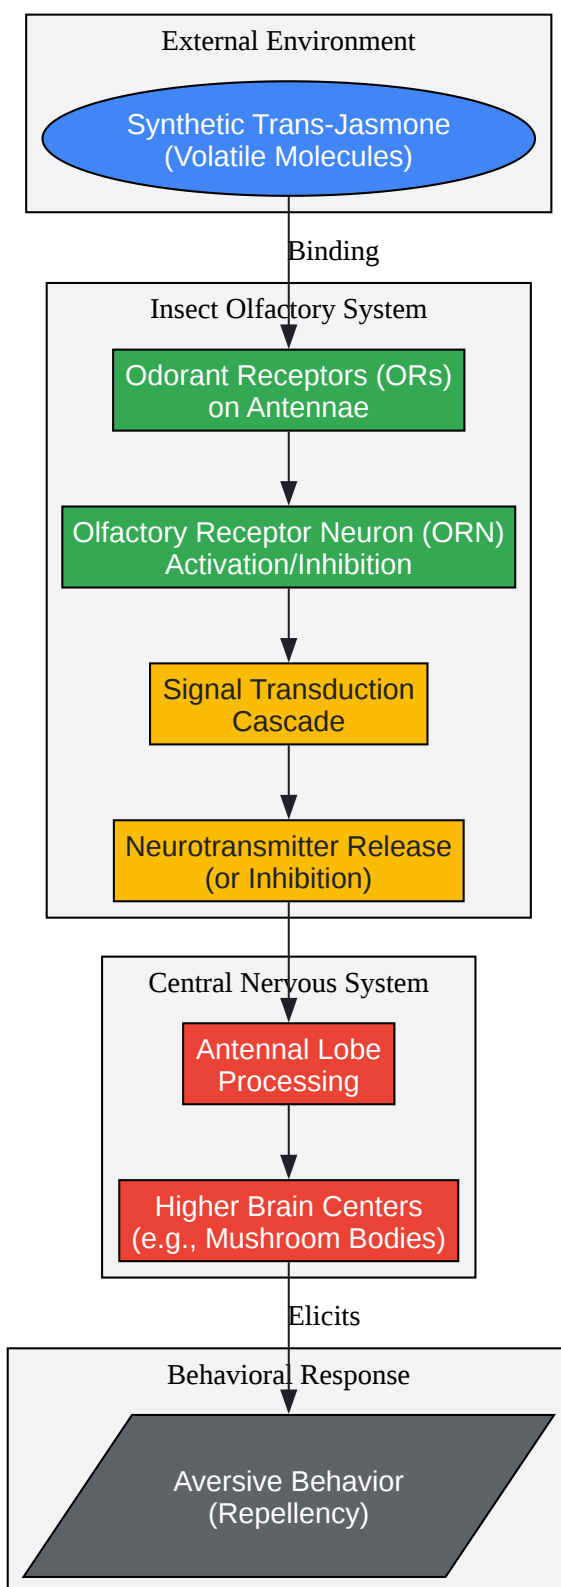 External Environment
Synthetic Trans-Jasmone
(Volatile Molecules)
Binding
Insect Olfactory System
Odorant Receptors (ORs)
on Antennae
Olfactory Receptor Neuron (ORN)
Activation/Inhibition
Signal Transduction
Cascade
Neurotransmitter Release
(or Inhibition)
Central Nervous System
Antennal Lobe
Processing
Higher Brain Centers
(e.g., Mushroom Bodies)
Elicits
Behavioral Response
Aversive Behavior
(Repellency)